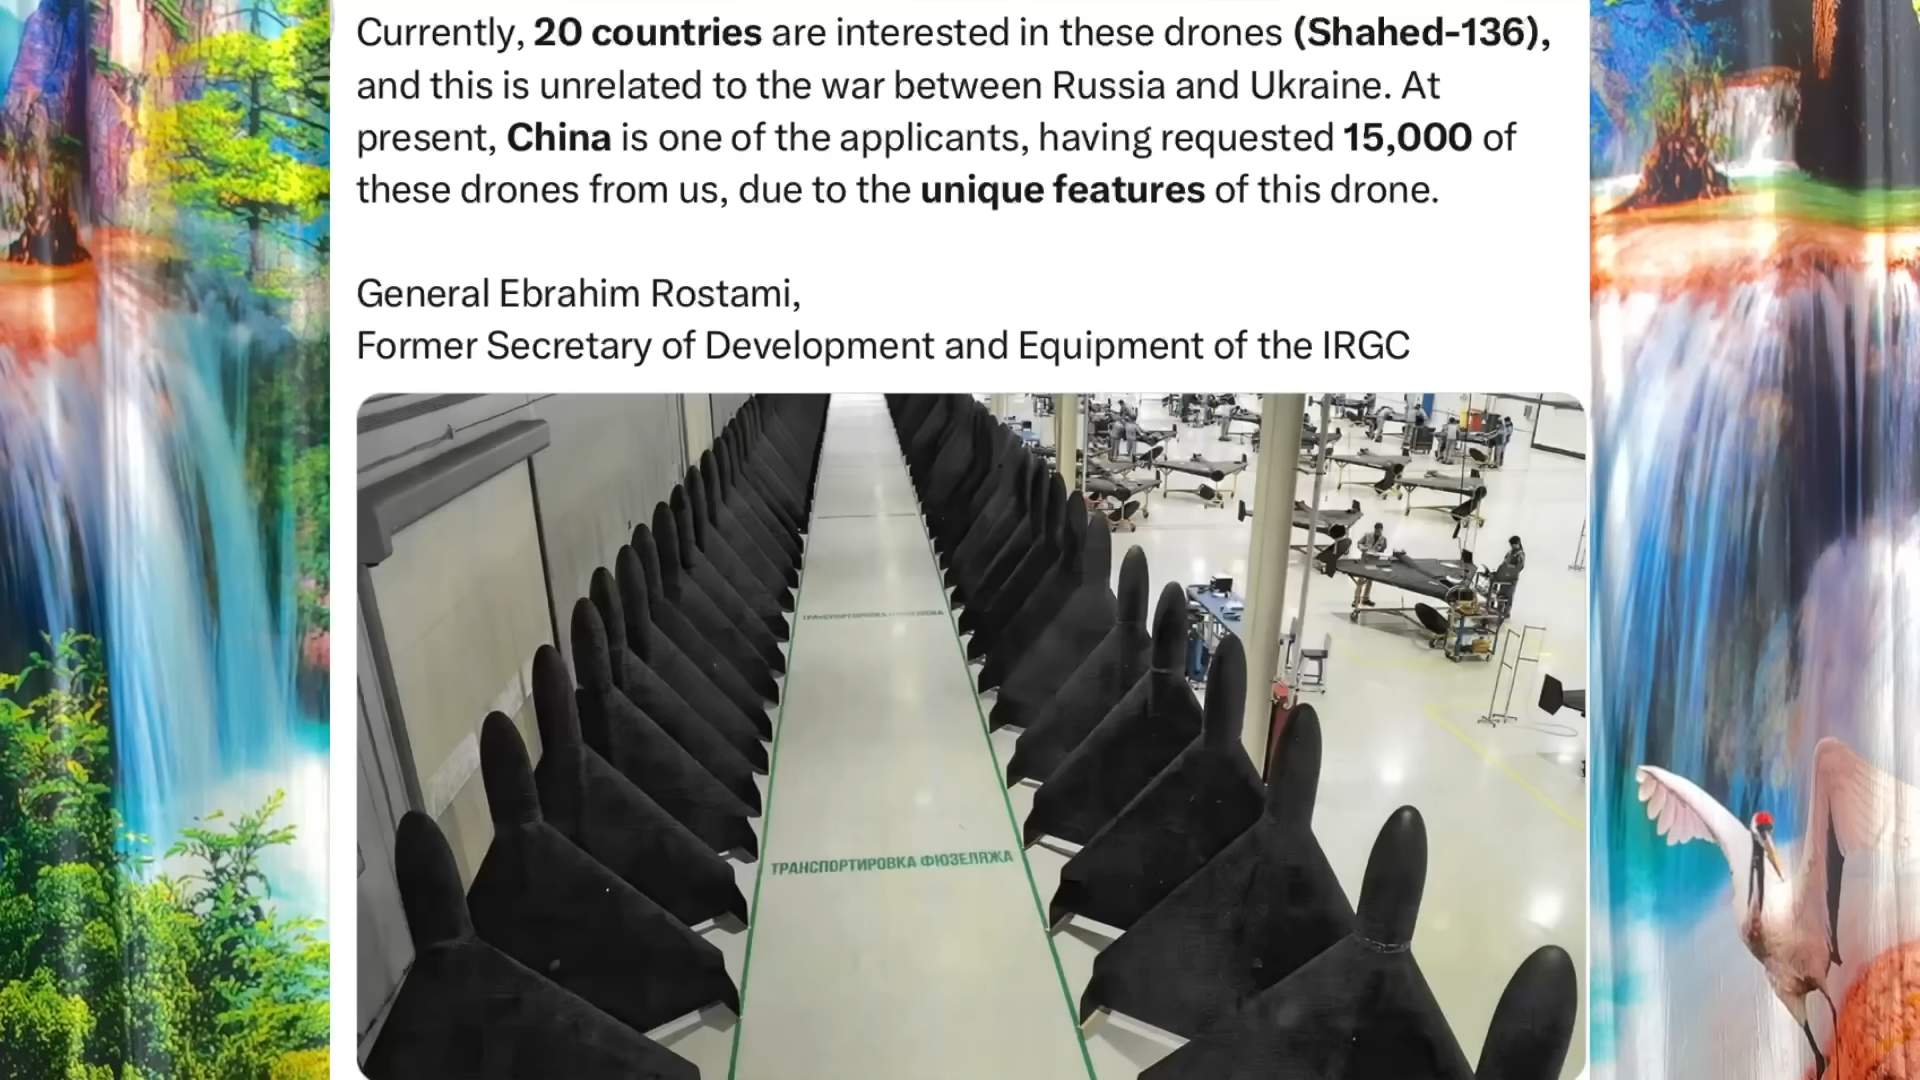 Currently, 20 countries are interested in these drones (Shahed-136),
and this is unrelated to the war between Russia and Ukraine. At
present, China is one of the applicants, having requested 15,000 of
these drones from us, due to the unique features of this drone.
General Ebrahim Rostami,
Former Secretary of Development and Equipment of the IRGC
ТРАНСПОРТИРОВКА ФЮЗЕЛЯЖА
ТРАНСПОРТИРОВКА ФЮЗЕЛЯЖА